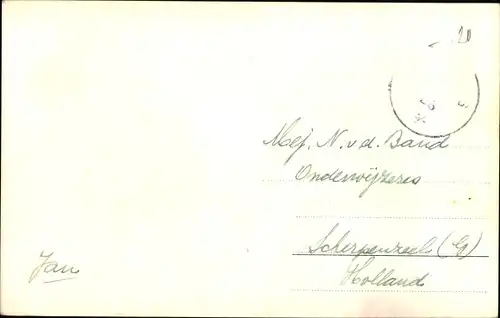 Mej. N. v. d. Band
Onderwijzeres
Scherpenzeel (G)
Holland
Jan